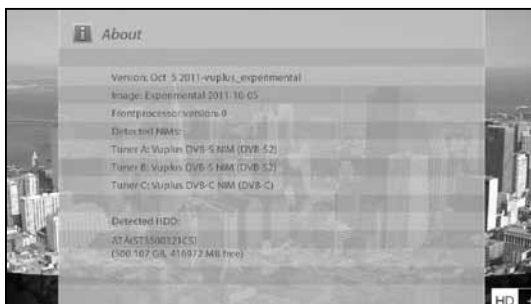 About
Version: Oct 5 2011-vuplus_experimental
Image: Experimental 2011-10-05
Frontprocessor version: 0
Detected NIMs:
Tuner A: Vuplus DVB-S NIM (DVB-S2)
Tuner B: Vuplus DVB-S NIM (DVB-S2)
Tuner C: Vuplus DVB-C NIM (DVB-C)
Detected HDD:
(500.107 GB, 416972 MB free)
HD